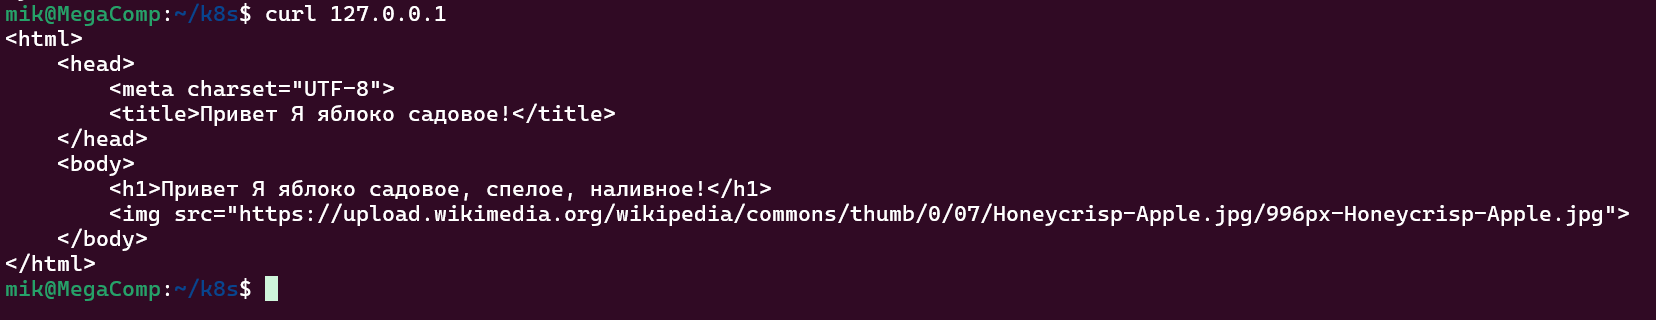 mik@MegaComp:~/k8s$ curl 127.0.0.1
<html>
    <head>
        <meta charset="UTF-8">
        <title>Привет Я яблоко садовое!</title>
    </head>
    <body>
        <h1>Привет Я яблоко садовое, спелое, наливное!</h1>
        <img src="https://upload.wikimedia.org/wikipedia/commons/thumb/0/07/Honeycrisp-Apple.jpg/996px-Honeycrisp-Apple.jpg">
    </body>
</html>
mik@MegaComp:~/k8s$